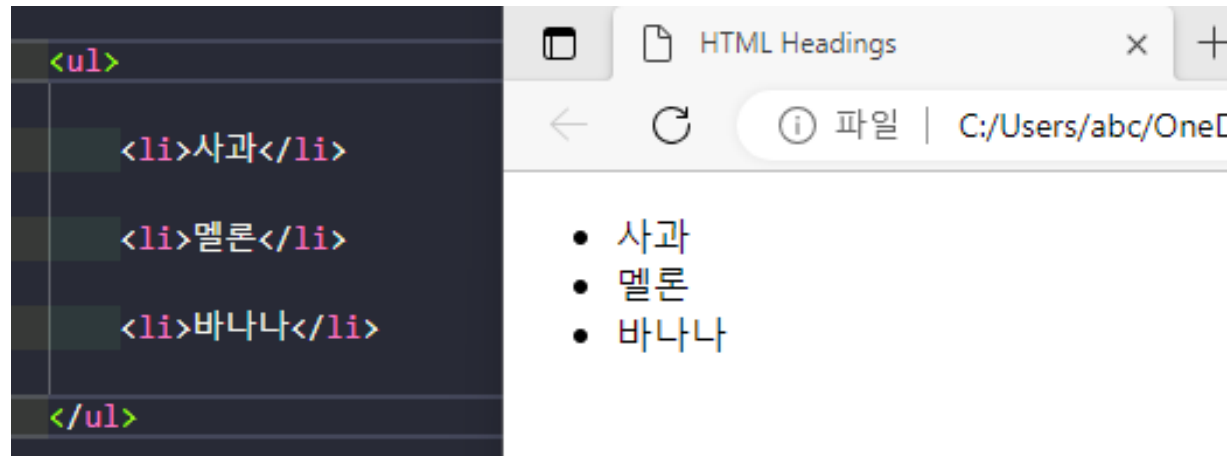 <ul>
<li>사과</li>
<li>멜론</li>
<li>바나나</li>
</ul>
HTML Headings
파일 | C:/Users/abc/OneD
• 사과
• 멜론
• 바나나